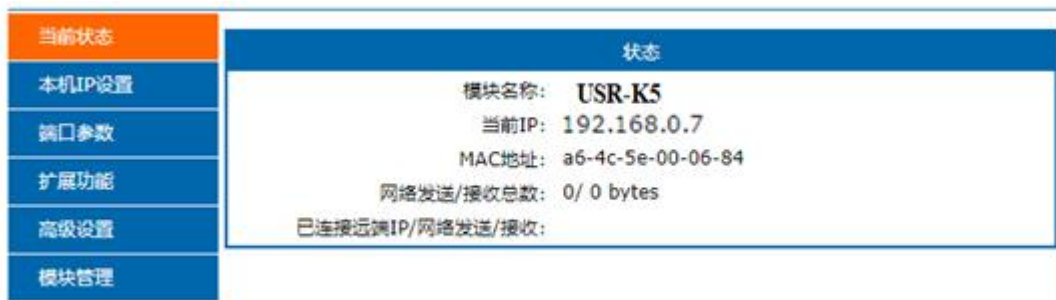 当前状态
本机IP设置
端口参数
扩展功能
高级设置
模块管理
状态
模块名称: USR-K5
当前IP: 192.168.0.7
MAC地址: a6-4c-5e-00-06-84
网络发送/接收总数: 0/ 0 bytes
已连接远端IP/网络发送/接收: